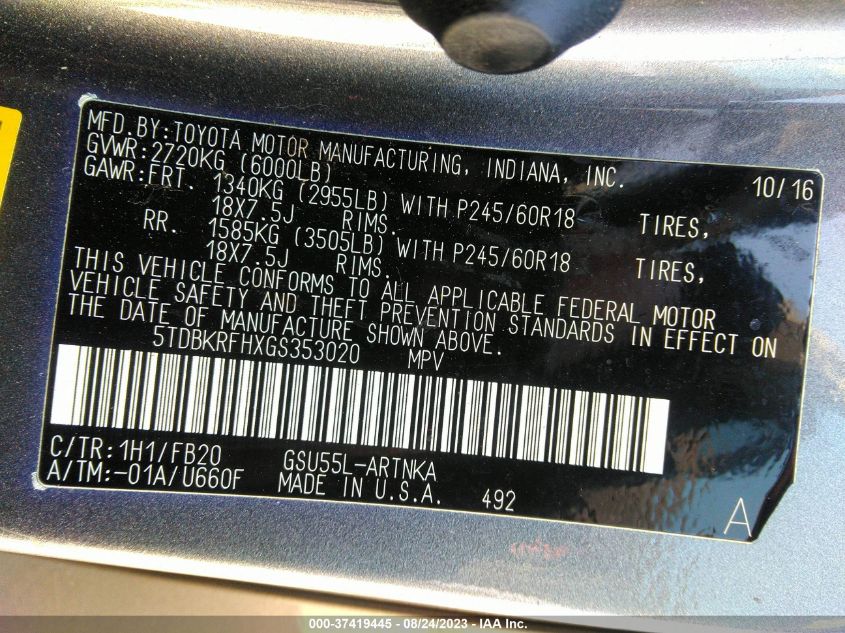 MFD.BY:TOYOTA MOTOR MANUFACTURING, INDIANA, INC. 10/16
GVWR:2720KG (6000LB)
GAWR:FRT. 1340KG (2955LB) WITH P245/60R18 TIRES,
18X7.5J RIMS.
RR. 1585KG (3505LB) WITH P245/60R18 TIRES,
18X7.5J RIMS.
THIS VEHICLE CONFORMS TO ALL APPLICABLE FEDERAL MOTOR
VEHICLE SAFETY AND THEFT PREVENTION STANDARDS IN EFFECT ON
THE DATE OF MANUFACTURE SHOWN ABOVE.
5TDBKRFHXGS353020 MPV
C/TR:1H1/FB20 GSU55L-ARTNKA
A/TM:-01A/U660F MADE IN U.S.A. 492
A
000-37419445 - 08/24/2023 - IAA Inc.